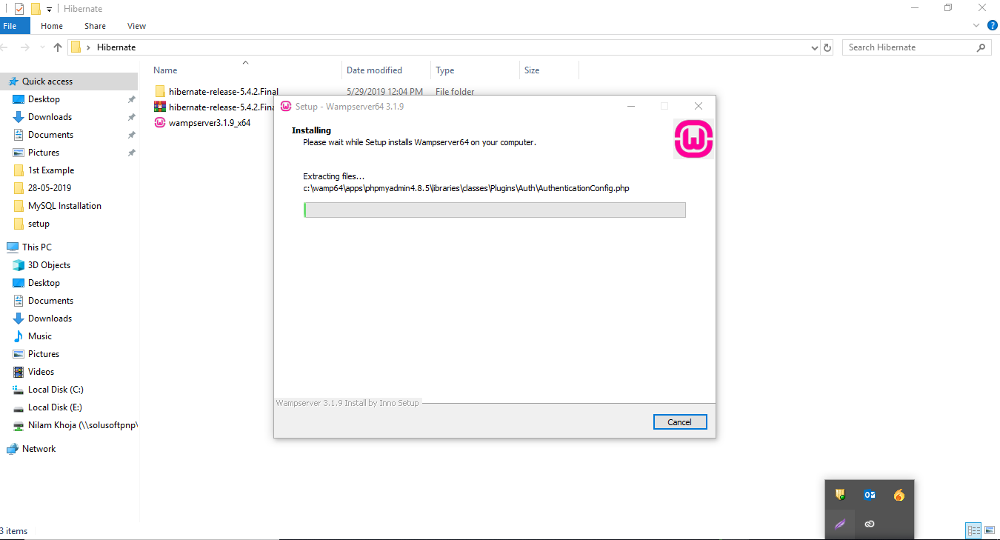 Hibernate
File Home Share View
Hibernate
Search Hibernate
Name Date modified Type Size
Quick access
Desktop
Downloads
Documents
Pictures
1st Example
28-05-2019
MySQL Installation
setup
This PC
3D Objects
Desktop
Documents
Downloads
Music
Pictures
Videos
Local Disk (C:)
Local Disk (E:)
Nilam Khoja (\\solusoftpnp\
Network
hibernate-release-5.4.2.Final 5/29/2019 12:04 PM File folder
hibernate-release-5.4.2.Fina
wampserver3.1.9_x64
Setup - Wampserver64 3.1.9
Installing
Please wait while Setup installs Wampserver64 on your computer.
Extracting files...
c:\wamp64\apps\phpmyadmin4.8.5\libraries\classes\Plugins\Auth\AuthenticationConfig.php
Wampserver 3.1.9 Install by Inno Setup
Cancel
3 items